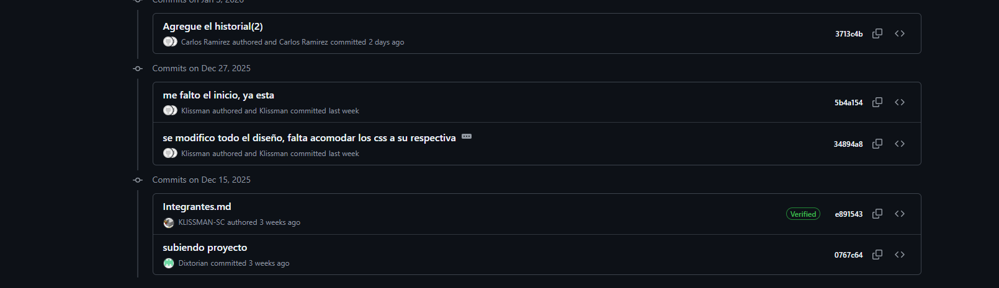 Commits on Jan 5, 2026
Agregue el historial(2)
Carlos Ramirez authored and Carlos Ramirez committed 2 days ago
3713c4b
Commits on Dec 27, 2025
me falto el inicio, ya esta
Klissman authored and Klissman committed last week
5b4a154
se modifico todo el diseño, falta acomodar los css a su respectiva
Klissman authored and Klissman committed last week
34894a8
Commits on Dec 15, 2025
Integrantes.md
KLISSMAN-SC authored 3 weeks ago
Verified e891543
subiendo proyecto
Dixtorian committed 3 weeks ago
0767c64